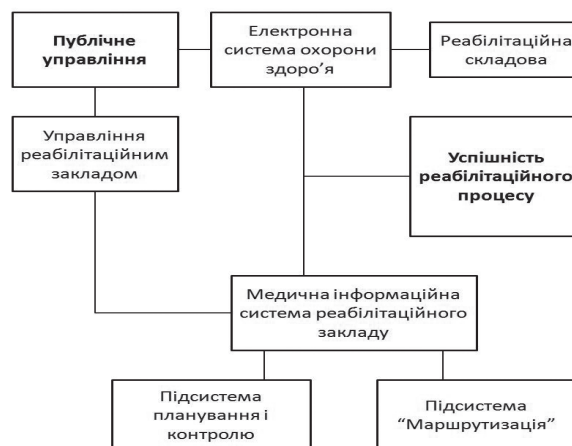 Публічне
управління
Електронна
система охорони
здоро’я
Реабілітаційна
складова
Управління
реабілітаційним
закладом
Успішність
реабілітаційного
процесу
Медична інформаційна
система реабілітаційного
закладу
Підсистема
планування і
контролю
Підсистема
“Маршрутизація”